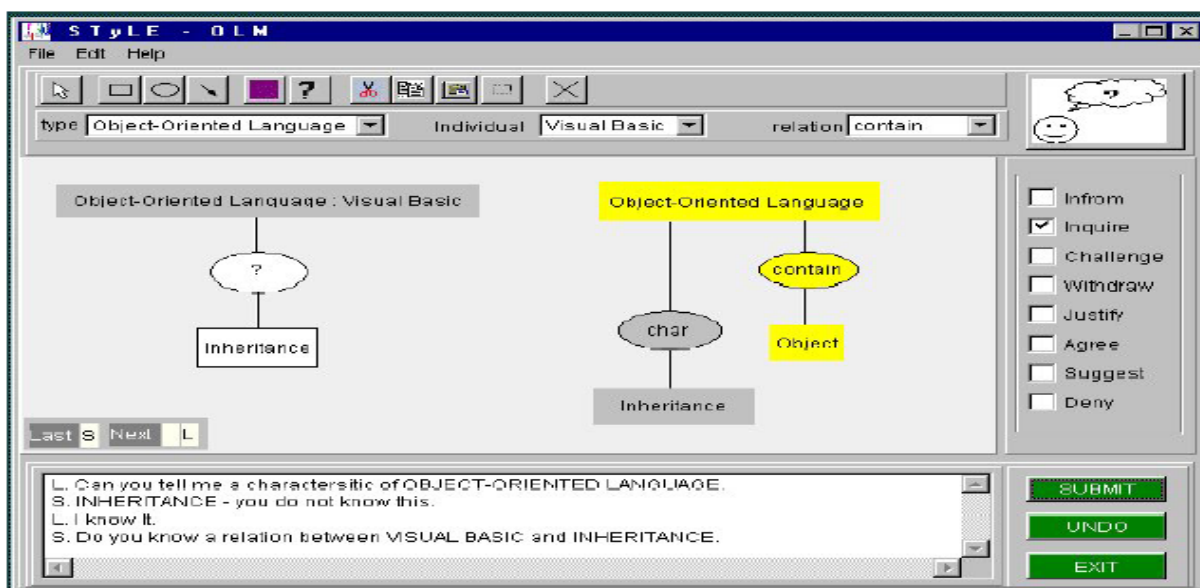 STyLE - OLM
File Edit Help
?
type Object-Oriented Language Individual Visual Basic relation contain
?
Object-Oriented Language : Visual Basic
?
Inheritance
Object-Oriented Language
contain
char
Object
Inheritance
Infrom
Inquire
Challenge
Withdraw
Justify
Agree
Suggest
Deny
Last S Next L
L. Can you tell me a charactersitic of OBJECT-ORIENTED LANGUAGE.
S. INHERITANCE - you do not know this.
L. I know it.
S. Do you know a relation between VISUAL BASIC and INHERITANCE.
SUBMIT
UNDO
EXIT